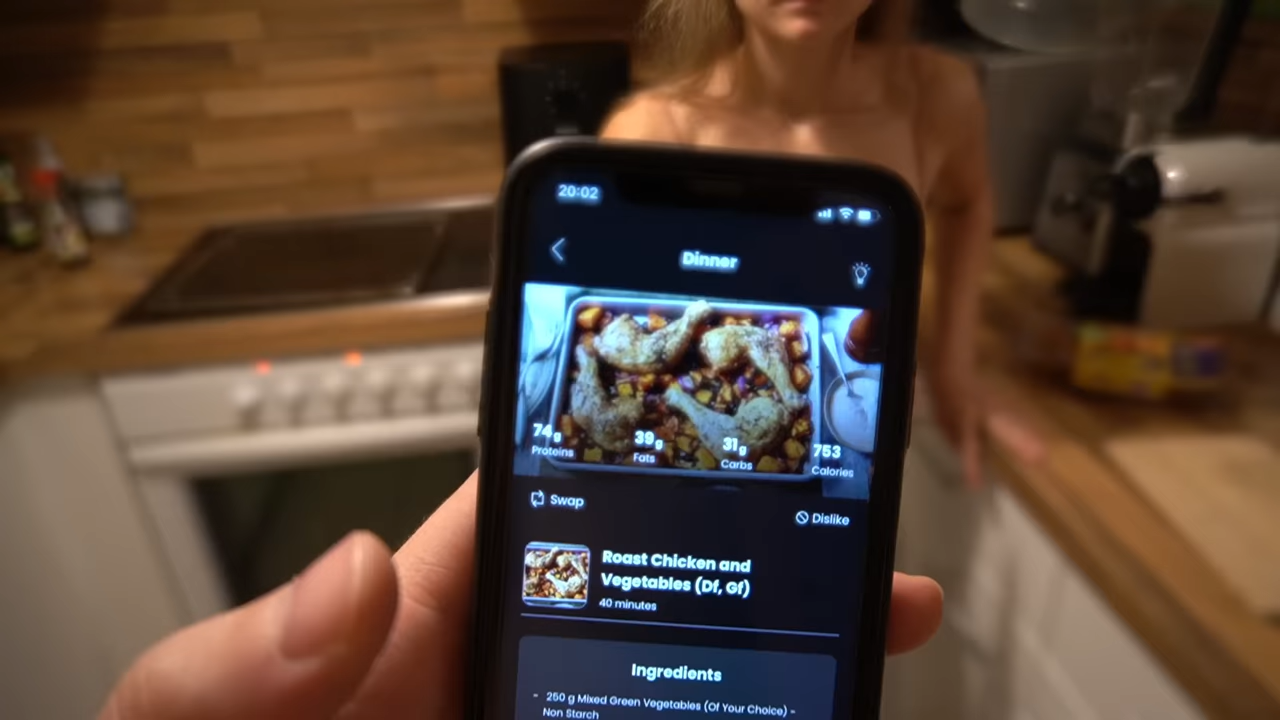 20:02
Dinner
74g
Proteins
39g
Fats
31g
Carbs
753
Calories
Swap
Dislike
Roast Chicken and
Vegetables (Df, Gf)
40 minutes
Ingredients
- 250 g Mixed Green Vegetables (Of Your Choice) -
Non Starch